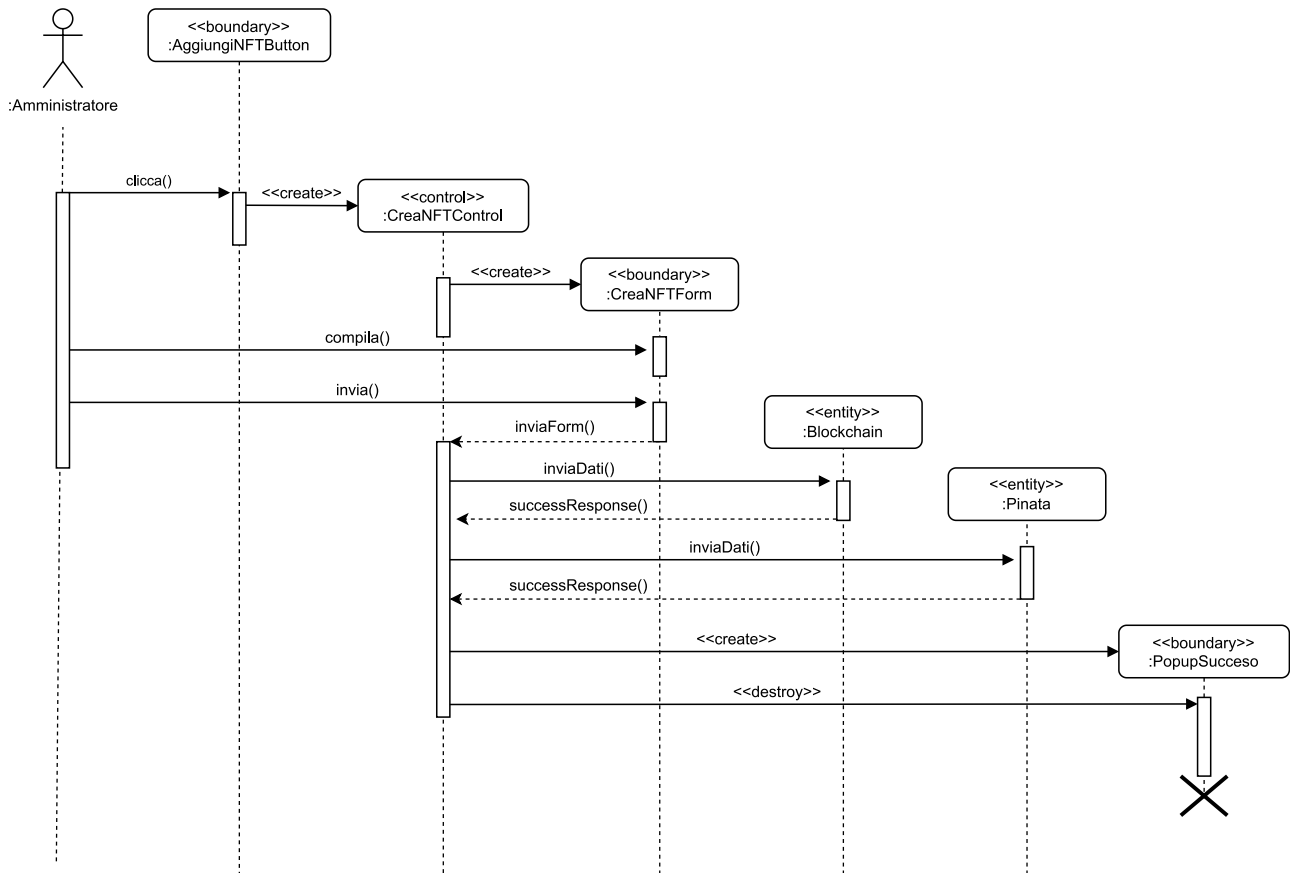 <<boundary>>
:AggiungiNFTButton
:Amministratore
clicca()
<<create>>
<<control>>
:CreaNFTControl
<<create>>
<<boundary>>
:CreaNFTForm
compila()
invia()
<<entity>>
:Blockchain
inviaForm()
inviaDati()
<<entity>>
:Pinata
successResponse()
inviaDati()
successResponse()
<<create>>
<<boundary>>
:PopupSucceso
<<destroy>>